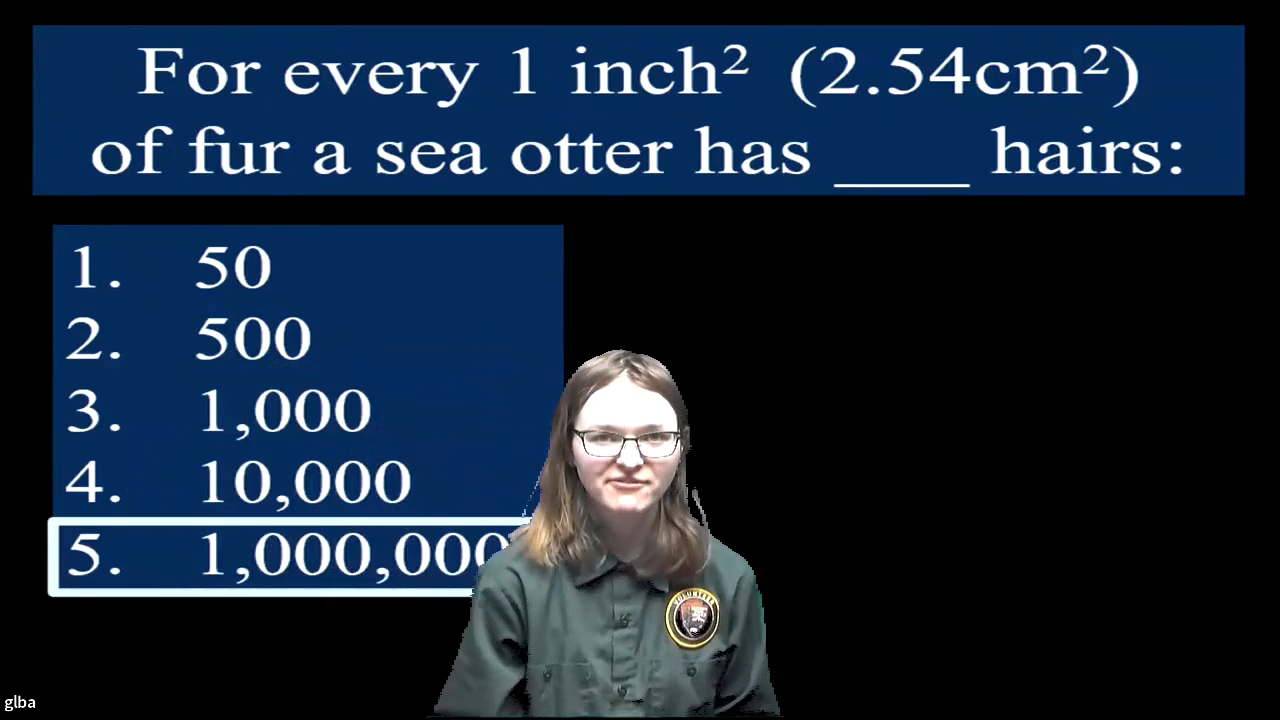 For every 1 inch² (2.54cm²)
of fur a sea otter has ____ hairs:
1. 50
2. 500
3. 1,000
4. 10,000
5. 1,000,000
VOLUNTEER
glba